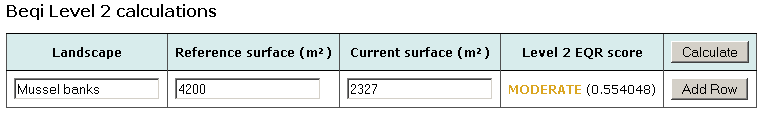 Beqi Level 2 calculations
Landscape Reference surface (m²) Current surface (m²) Level 2 EQR score Calculate
Mussel banks 4200 2327 MODERATE (0.554048) Add Row